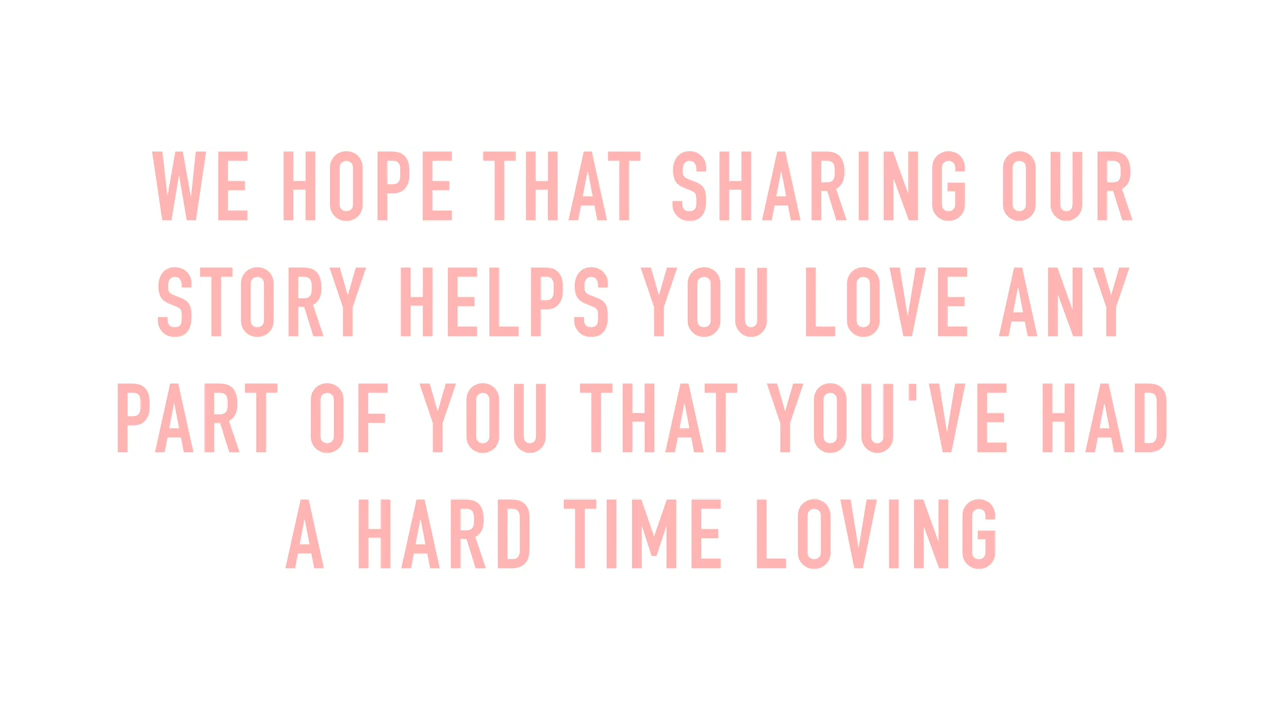 WE HOPE THAT SHARING OUR
STORY HELPS YOU LOVE ANY
PART OF YOU THAT YOU'VE HAD
A HARD TIME LOVING